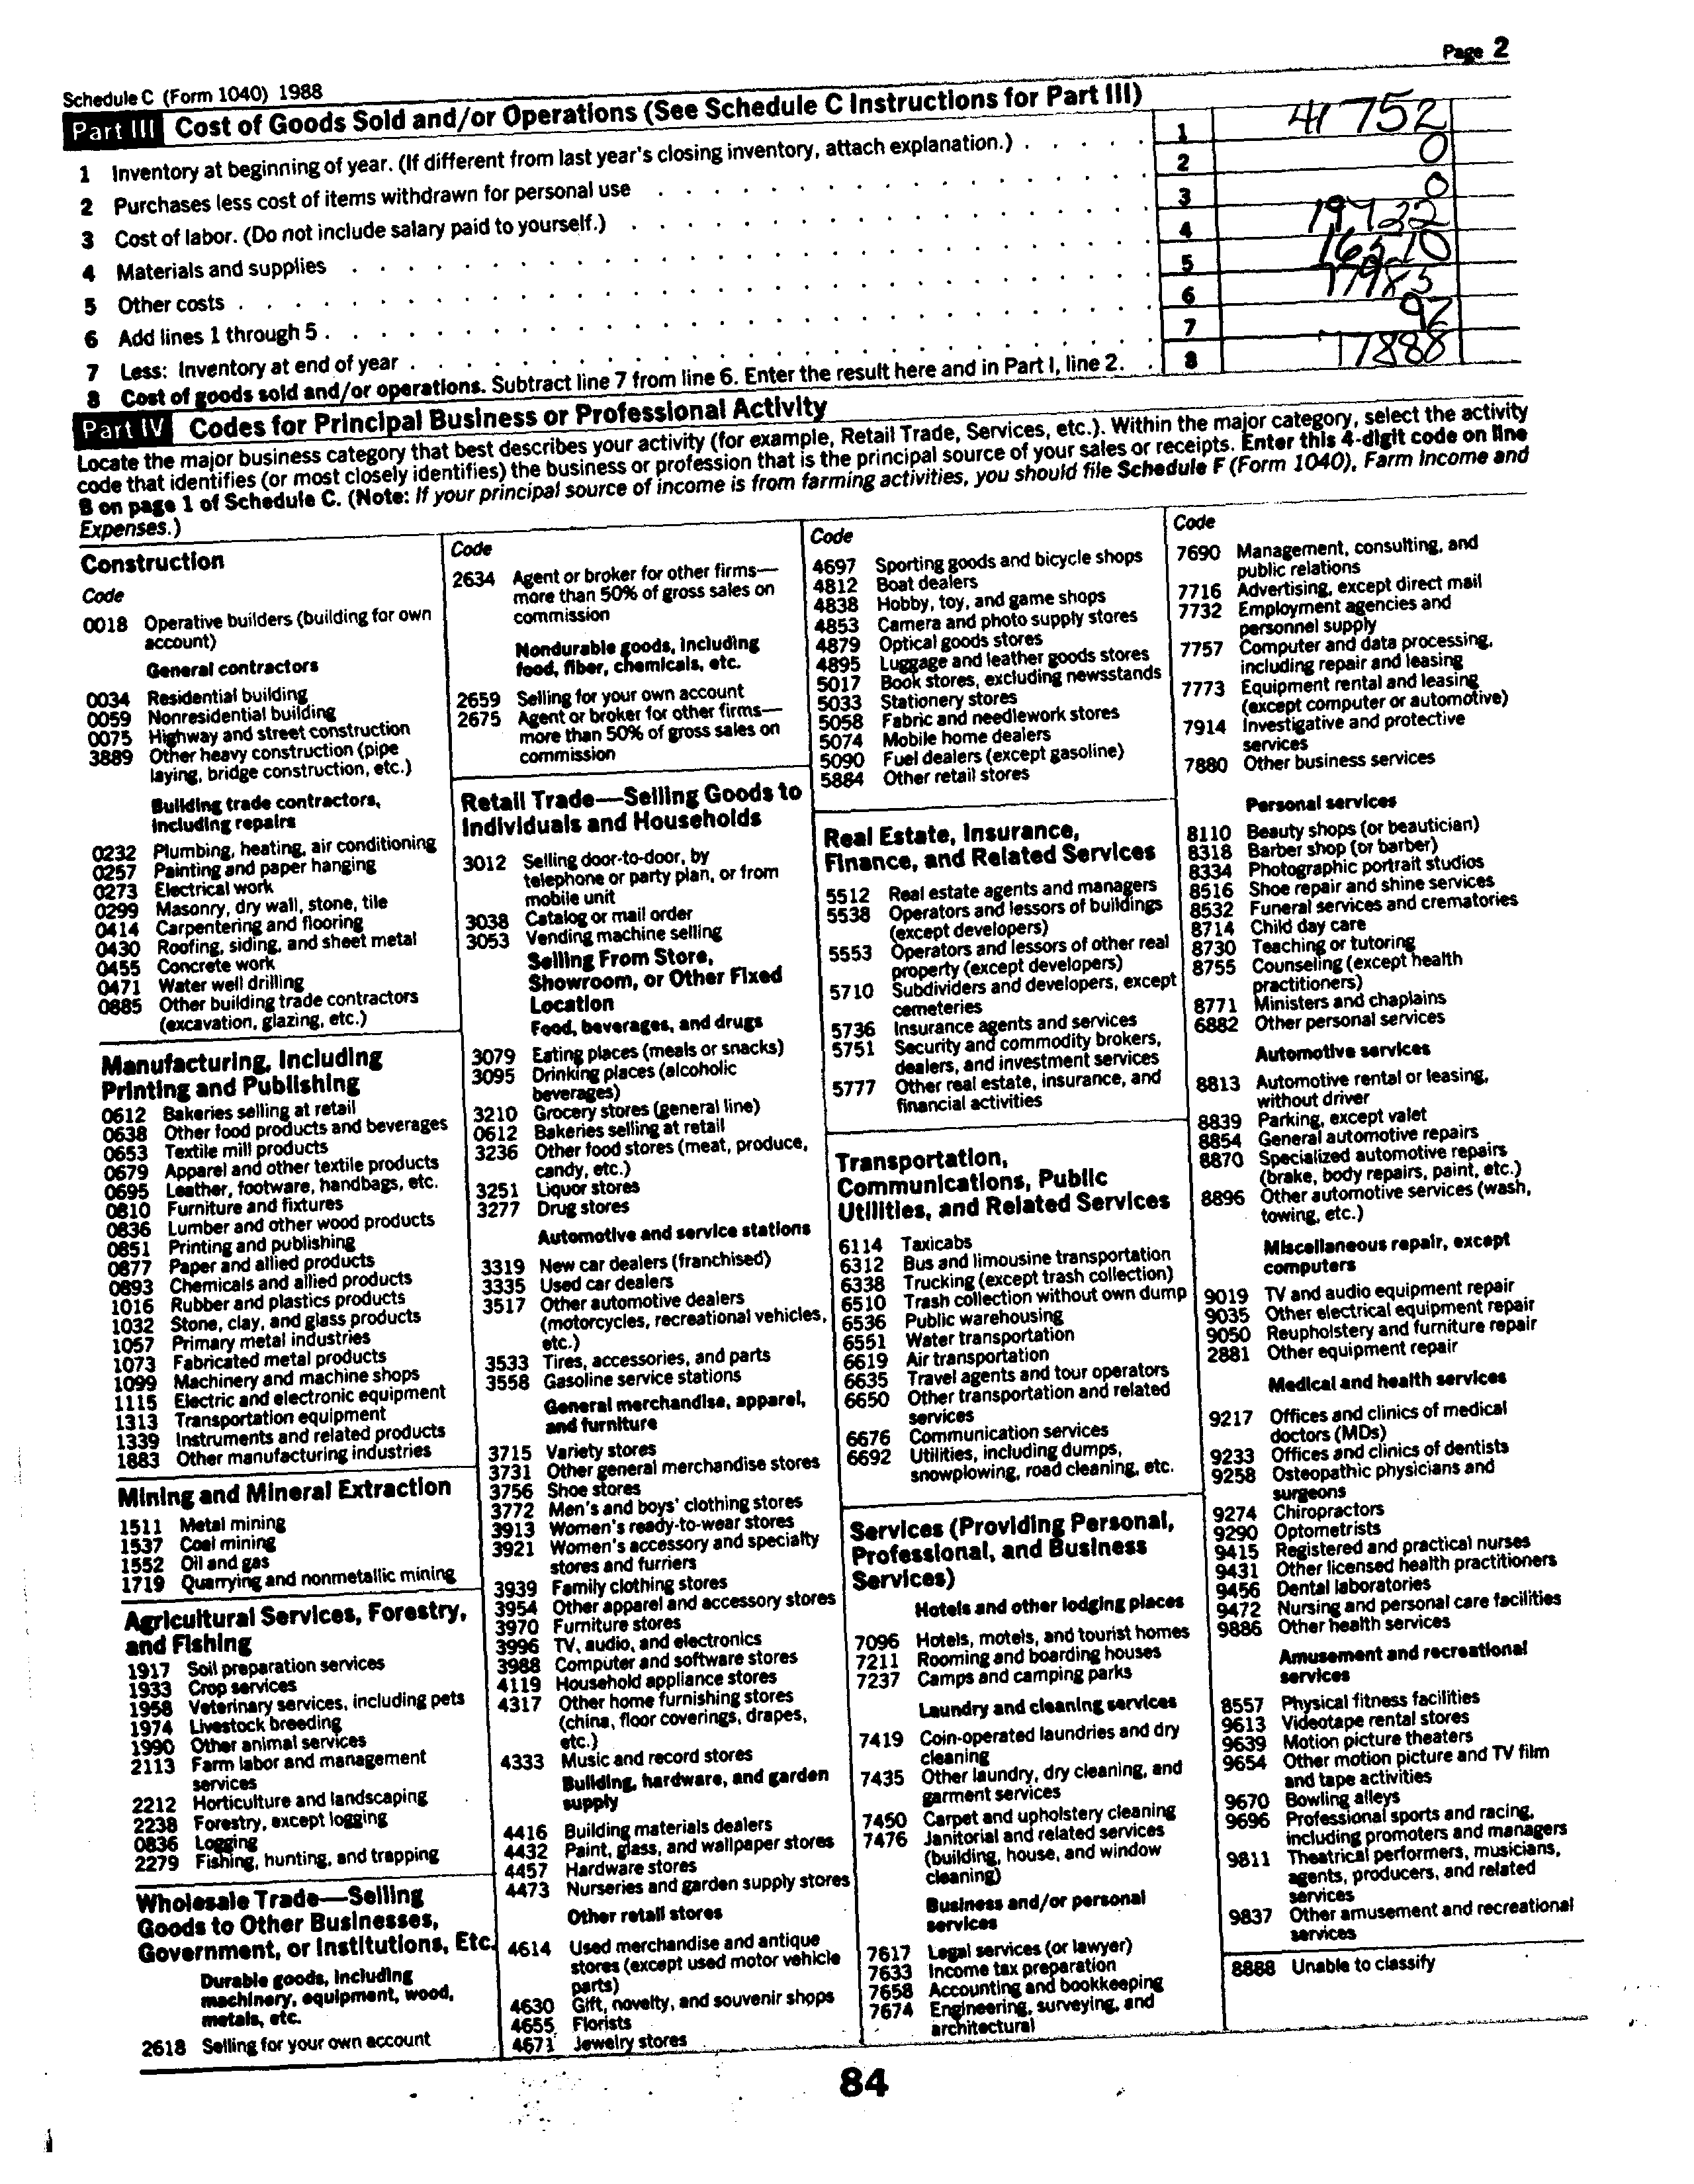 Page 2
Schedule C (Form 1040) 1988
Part III Cost of Goods Sold and/or Operations (See Schedule C Instructions for Part III)
1 Inventory at beginning of year. (If different from last year's closing inventory, attach explanation.) . . . . . 1 41752
2 Purchases less cost of items withdrawn for personal use 2 0
3 Cost of labor. (Do not include salary paid to yourself.) 3 0
4 Materials and supplies 4
5 Other costs 5 16510
6 Add lines 1 through 5 6 77985
7 Less: Inventory at end of year 7 97
8 Cost of goods sold and/or operations. Subtract line 7 from line 6. Enter the result here and in Part I, line 2. 8 77888
Part IV Codes for Principal Business or Professional Activity
Locate the major business category that best describes your activity (for example, Retail Trade, Services, etc.). Within the major category, select the activity
code that identifies (or most closely identifies) the business or profession that is the principal source of your sales or receipts. Enter this 4-digit code on line
B on page 1 of Schedule C. (Note: If your principal source of income is from farming activities, you should file Schedule F (Form 1040), Farm Income and
Expenses.)
Construction
Code
0018 Operative builders (building for own
account)
General contractors
0034 Residential building
0059 Nonresidential building
0075 Highway and street construction
3889 Other heavy construction (pipe
laying, bridge construction, etc.)
Building trade contractors,
including repairs
0232 Plumbing, heating, air conditioning
0257 Painting and paper hanging
0273 Electrical work
0299 Masonry, dry wall, stone, tile
0414 Carpentering and flooring
0430 Roofing, siding, and sheet metal
0455 Concrete work
0471 Water well drilling
0885 Other building trade contractors
(excavation, glazing, etc.)
Manufacturing, Including
Printing and Publishing
0612 Bakeries selling at retail
0638 Other food products and beverages
0653 Textile mill products
0679 Apparel and other textile products
0695 Leather, footware, handbags, etc.
0810 Furniture and fixtures
0836 Lumber and other wood products
0851 Printing and publishing
0877 Paper and allied products
0893 Chemicals and allied products
1016 Rubber and plastics products
1032 Stone, clay, and glass products
1057 Primary metal industries
1073 Fabricated metal products
1099 Machinery and machine shops
1115 Electric and electronic equipment
1313 Transportation equipment
1339 Instruments and related products
1883 Other manufacturing industries
Mining and Mineral Extraction
1511 Metal mining
1537 Coal mining
1552 Oil and gas
1719 Quarrying and nonmetallic mining
Agricultural Services, Forestry,
and Fishing
1917 Soil preparation services
1933 Crop services
1958 Veterinary services, including pets
1974 Livestock breeding
1990 Other animal services
2113 Farm labor and management
services
2212 Horticulture and landscaping
2238 Forestry, except logging
0836 Logging
2279 Fishing, hunting, and trapping
Wholesale Trade—Selling
Goods to Other Businesses,
Government, or Institutions, Etc.
Durable goods, including
machinery, equipment, wood,
metals, etc.
2618 Selling for your own account
Code
2634 Agent or broker for other firms—
more than 50% of gross sales on
commission
Nondurable goods, including
food, fiber, chemicals, etc.
2659 Selling for your own account
2675 Agent or broker for other firms—
more than 50% of gross sales on
commission
Retail Trade—Selling Goods to
Individuals and Households
3012 Selling door-to-door, by
telephone or party plan, or from
mobile unit
3038 Catalog or mail order
3053 Vending machine selling
Selling From Store,
Showroom, or Other Fixed
Location
Food, beverages, and drugs
3079 Eating places (meals or snacks)
3095 Drinking places (alcoholic
beverages)
3210 Grocery stores (general line)
0612 Bakeries selling at retail
3236 Other food stores (meat, produce,
candy, etc.)
3251 Liquor stores
3277 Drug stores
Automotive and service stations
3319 New car dealers (franchised)
3335 Used car dealers
3517 Other automotive dealers
(motorcycles, recreational vehicles,
etc.)
3533 Tires, accessories, and parts
3558 Gasoline service stations
General merchandise, apparel,
and furniture
3715 Variety stores
3731 Other general merchandise stores
3756 Shoe stores
3772 Men's and boys' clothing stores
3913 Women's ready-to-wear stores
3921 Women's accessory and specialty
stores and furriers
3939 Family clothing stores
3954 Other apparel and accessory stores
3970 Furniture stores
3996 TV, audio, and electronics
3988 Computer and software stores
4119 Household appliance stores
4317 Other home furnishing stores
(china, floor coverings, drapes,
etc.)
4333 Music and record stores
Building, hardware, and garden
supply
4416 Building materials dealers
4432 Paint, glass, and wallpaper stores
4457 Hardware stores
4473 Nurseries and garden supply stores
Other retail stores
4614 Used merchandise and antique
stores (except used motor vehicle
parts)
4630 Gift, novelty, and souvenir shops
4655 Florists
4671 Jewelry stores
Code
4697 Sporting goods and bicycle shops
4812 Boat dealers
4838 Hobby, toy, and game shops
4853 Camera and photo supply stores
4879 Optical goods stores
4895 Luggage and leather goods stores
5017 Book stores, excluding newsstands
5033 Stationery stores
5058 Fabric and needlework stores
5074 Mobile home dealers
5090 Fuel dealers (except gasoline)
5884 Other retail stores
Real Estate, Insurance,
Finance, and Related Services
5512 Real estate agents and managers
5538 Operators and lessors of buildings
(except developers)
5553 Operators and lessors of other real
property (except developers)
5710 Subdividers and developers, except
cemeteries
5736 Insurance agents and services
5751 Security and commodity brokers,
dealers, and investment services
5777 Other real estate, insurance, and
financial activities
Transportation,
Communications, Public
Utilities, and Related Services
6114 Taxicabs
6312 Bus and limousine transportation
6338 Trucking (except trash collection)
6510 Trash collection without own dump
6536 Public warehousing
6551 Water transportation
6619 Air transportation
6635 Travel agents and tour operators
6650 Other transportation and related
services
6676 Communication services
6692 Utilities, including dumps,
snowplowing, road cleaning, etc.
Services (Providing Personal,
Professional, and Business
Services)
Hotels and other lodging places
7096 Hotels, motels, and tourist homes
7211 Rooming and boarding houses
7237 Camps and camping parks
Laundry and cleaning services
7419 Coin-operated laundries and dry
cleaning
7435 Other laundry, dry cleaning, and
garment services
7450 Carpet and upholstery cleaning
7476 Janitorial and related services
(building, house, and window
cleaning)
Business and/or personal
services
7617 Legal services (or lawyer)
7633 Income tax preparation
7658 Accounting and bookkeeping
7674 Engineering, surveying, and
architectural
Code
7690 Management, consulting, and
public relations
7716 Advertising, except direct mail
7732 Employment agencies and
personnel supply
7757 Computer and data processing,
including repair and leasing
7773 Equipment rental and leasing
(except computer or automotive)
7914 Investigative and protective
services
7880 Other business services
Personal services
8110 Beauty shops (or beautician)
8318 Barber shop (or barber)
8334 Photographic portrait studios
8516 Shoe repair and shine services
8532 Funeral services and crematories
8714 Child day care
8730 Teaching or tutoring
8755 Counseling (except health
practitioners)
8771 Ministers and chaplains
6882 Other personal services
Automotive services
8813 Automotive rental or leasing,
without driver
8839 Parking, except valet
8854 General automotive repairs
8870 Specialized automotive repairs
(brake, body repairs, paint, etc.)
8896 Other automotive services (wash,
towing, etc.)
Miscellaneous repair, except
computers
9019 TV and audio equipment repair
9035 Other electrical equipment repair
9050 Reupholstery and furniture repair
2881 Other equipment repair
Medical and health services
9217 Offices and clinics of medical
doctors (MDs)
9233 Offices and clinics of dentists
9258 Osteopathic physicians and
surgeons
9274 Chiropractors
9290 Optometrists
9415 Registered and practical nurses
9431 Other licensed health practitioners
9456 Dental laboratories
9472 Nursing and personal care facilities
9886 Other health services
Amusement and recreational
services
8557 Physical fitness facilities
9613 Videotape rental stores
9639 Motion picture theaters
9654 Other motion picture and TV film
and tape activities
9670 Bowling alleys
9696 Professional sports and racing,
including promoters and managers
9811 Theatrical performers, musicians,
agents, producers, and related
services
9837 Other amusement and recreational
services
8888 Unable to classify
84